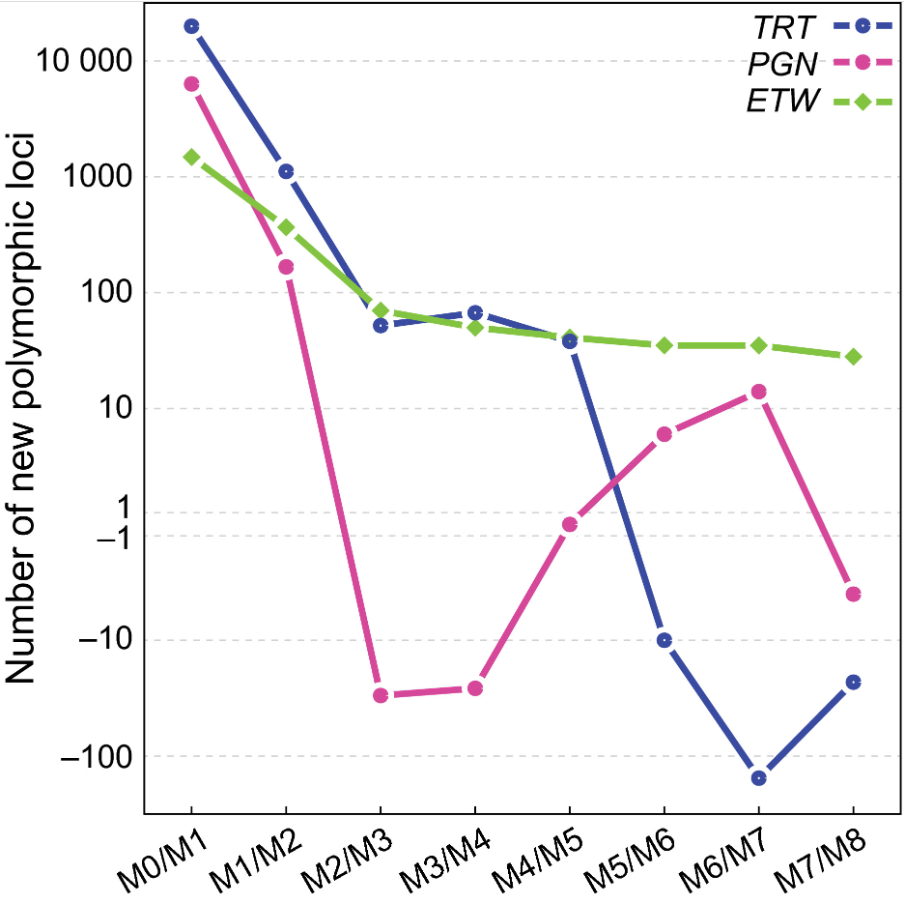 Number of new polymorphic loci
10 000
1000
100
10
1
–1
–10
–100
TRT
PGN
ETW
M0/M1
M1/M2
M2/M3
M3/M4
M4/M5
M5/M6
M6/M7
M7/M8